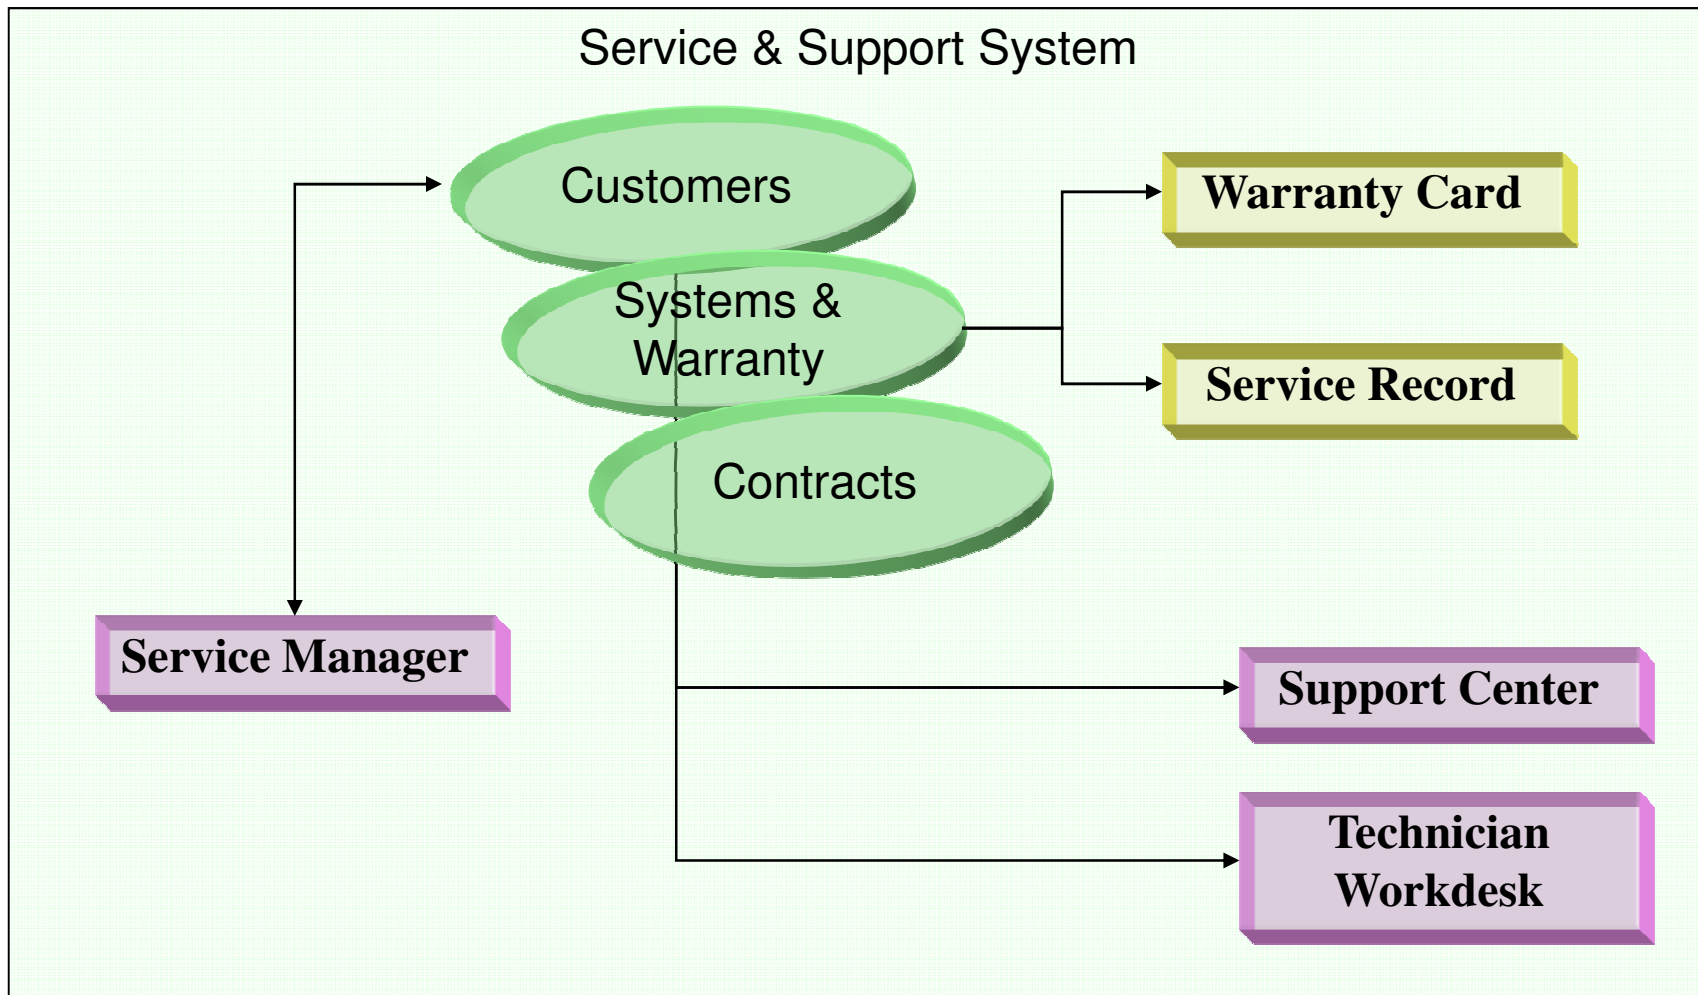 Service & Support System
Customers
Warranty Card
Systems &
Warranty
Service Record
Contracts
Service Manager
Support Center
Technician
Workdesk